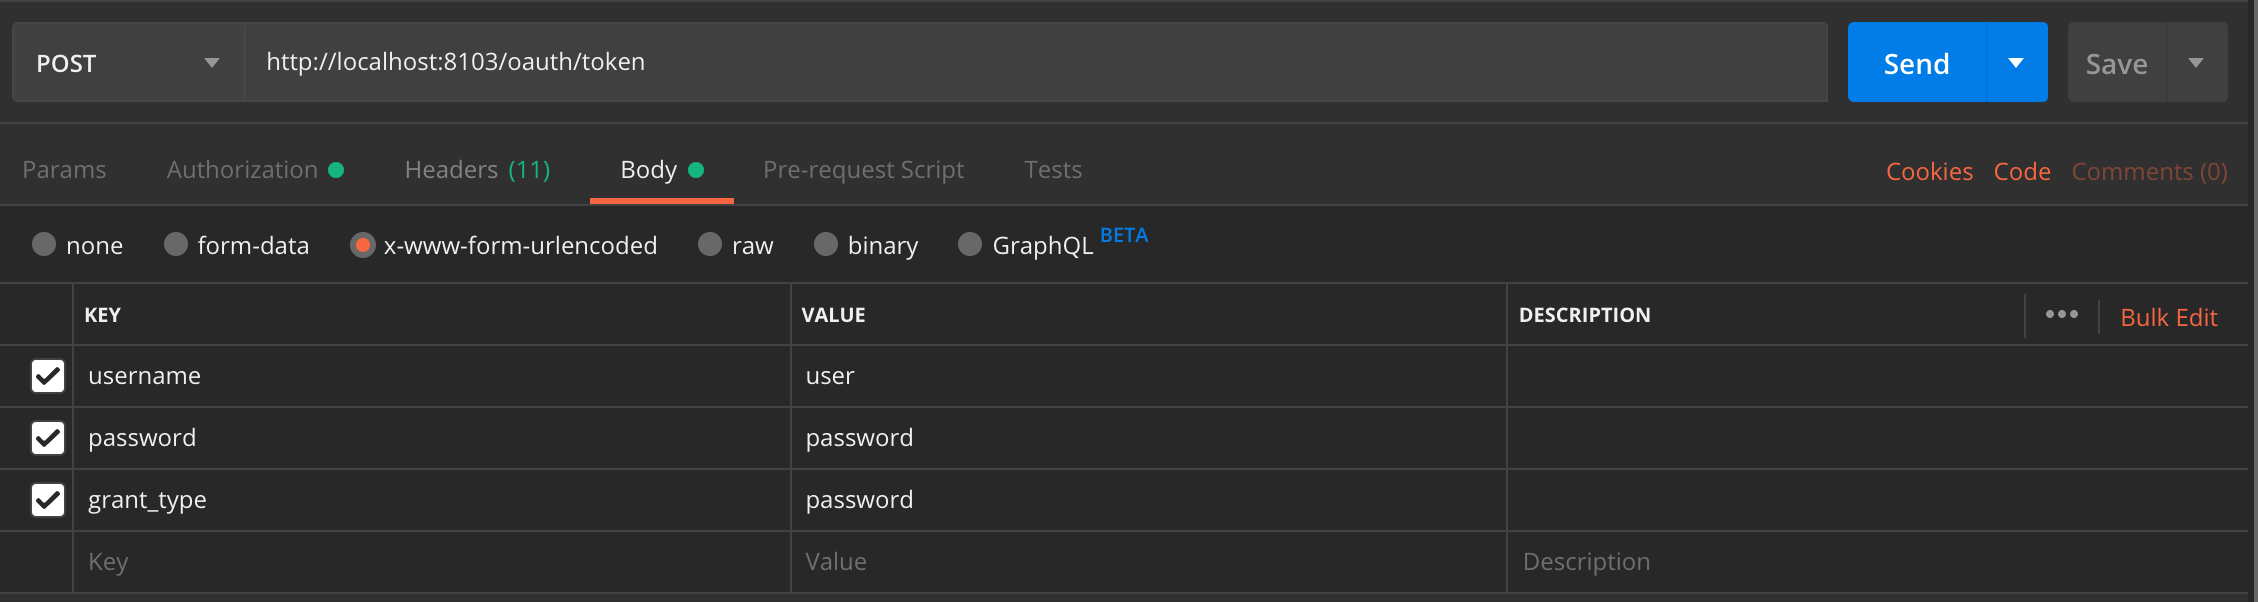 POST http://localhost:8103/oauth/token Send Save
Params Authorization Headers (11) Body Pre-request Script Tests Cookies Code Comments (0)
none form-data x-www-form-urlencoded raw binary GraphQL BETA
KEY VALUE DESCRIPTION ••• Bulk Edit
username user
password password
grant_type password
Key Value Description